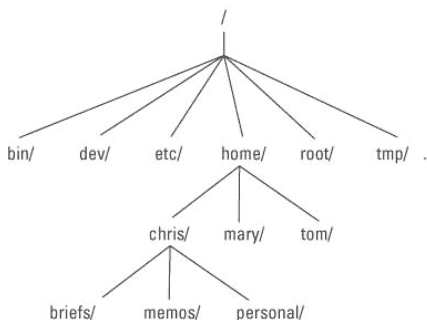 /
bin/ dev/ etc/ home/ root/ tmp/ .
chris/ mary/ tom/
briefs/ memos/ personal/